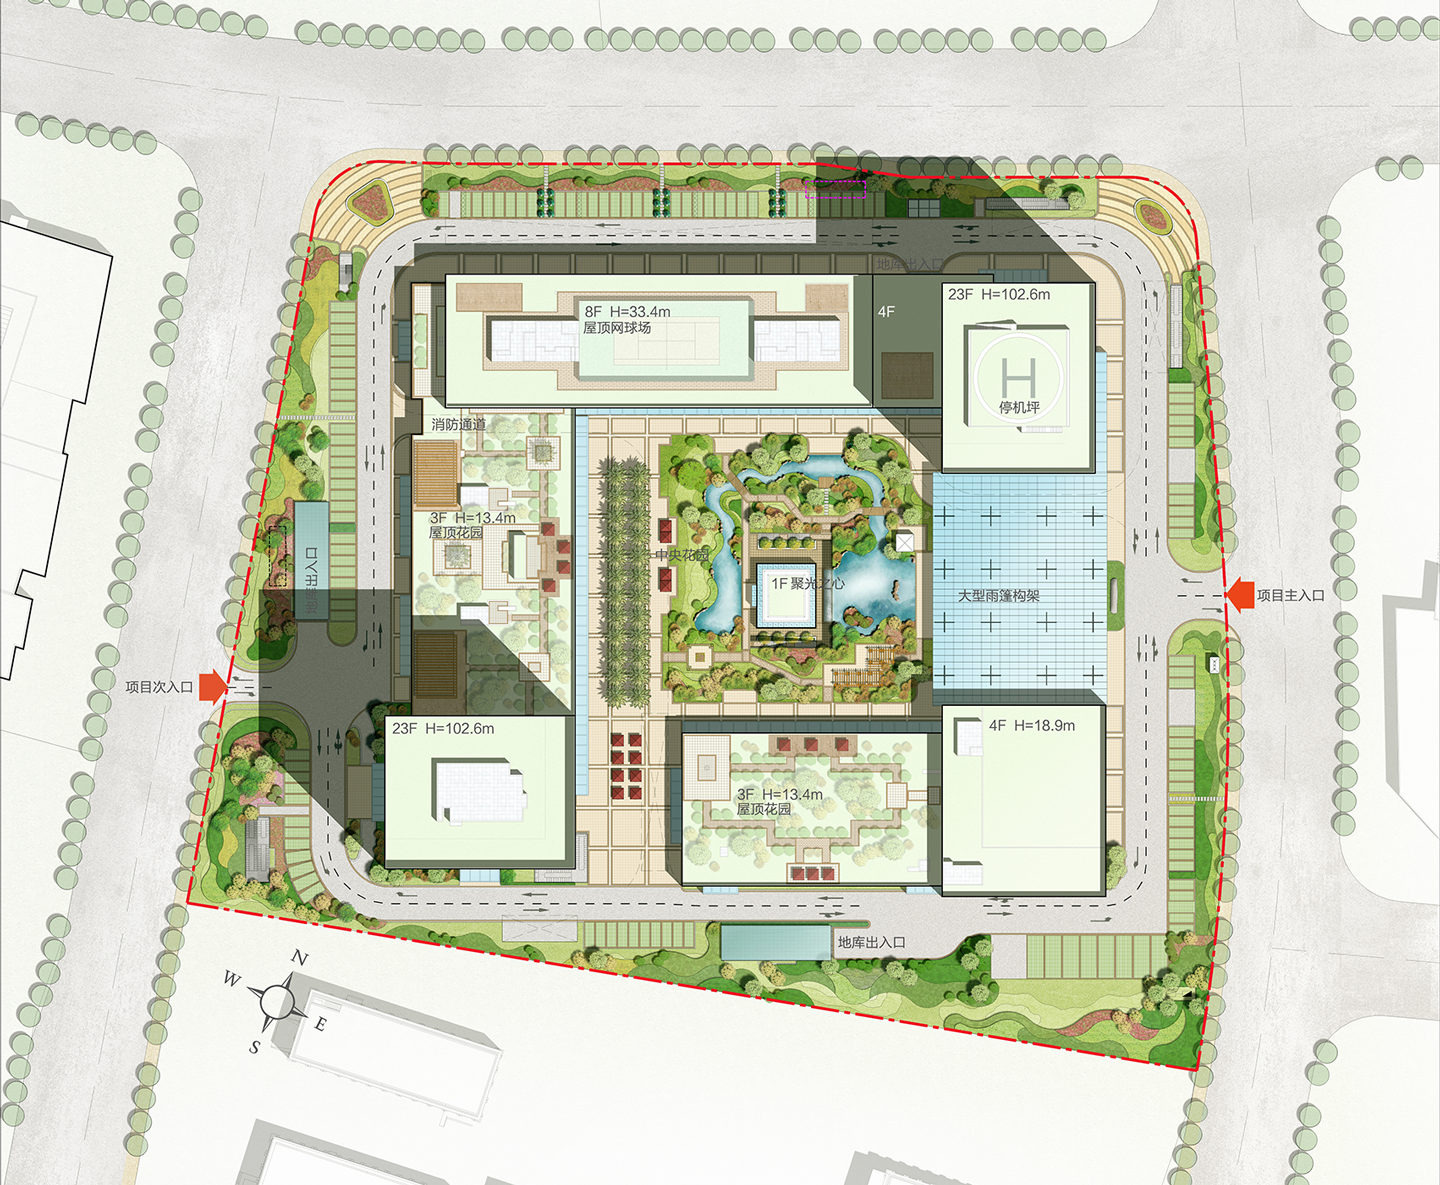 地库出入口
23F H=102.6m
8F H=33.4m
屋顶网球场
4F
H
停机坪
消防通道
3F H=13.4m
屋顶花园
中央花园
1F 聚光之心
大型雨篷构架
项目主入口
地库出入口
项目次入口
23F H=102.6m
4F H=18.9m
3F H=13.4m
屋顶花园
地库出入口
N
W
E
S